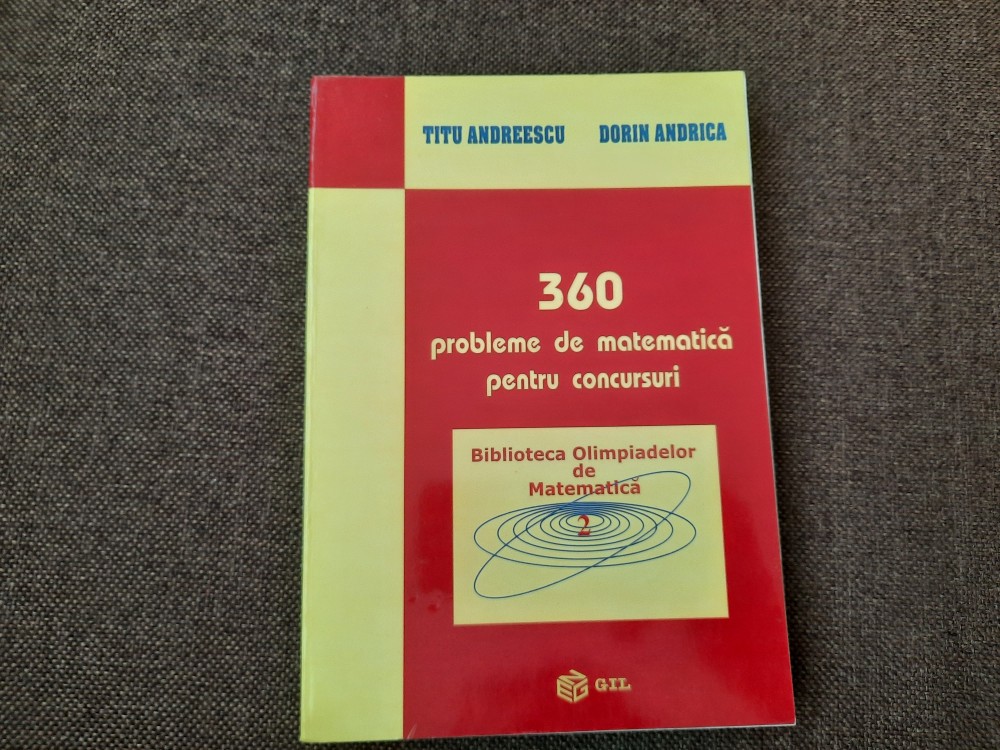 TITU ANDREESCU DORIN ANDRICA
360
probleme de matematică
pentru concursuri
Biblioteca Olimpiadelor
de
Matematică
2
GIL